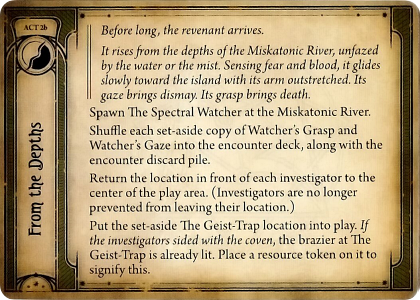 ACT 2b
From the Depths
Before long, the revenant arrives.
It rises from the depths of the Miskatonic River, unfazed
by the water or the mist. Sensing fear and blood, it glides
slowly toward the island with its arm outstretched. Its
gaze brings dismay. Its grasp brings death.
Spawn The Spectral Watcher at the Miskatonic River.
Shuffle each set-aside copy of Watcher's Grasp and
Watcher's Gaze into the encounter deck, along with the
encounter discard pile.
Return the location in front of each investigator to the
center of the play area. (Investigators are no longer
prevented from leaving their location.)
Put the set-aside The Geist-Trap location into play. If
the investigators sided with the coven, the brazier at The
Geist-Trap is already lit. Place a resource token on it to
signify this.